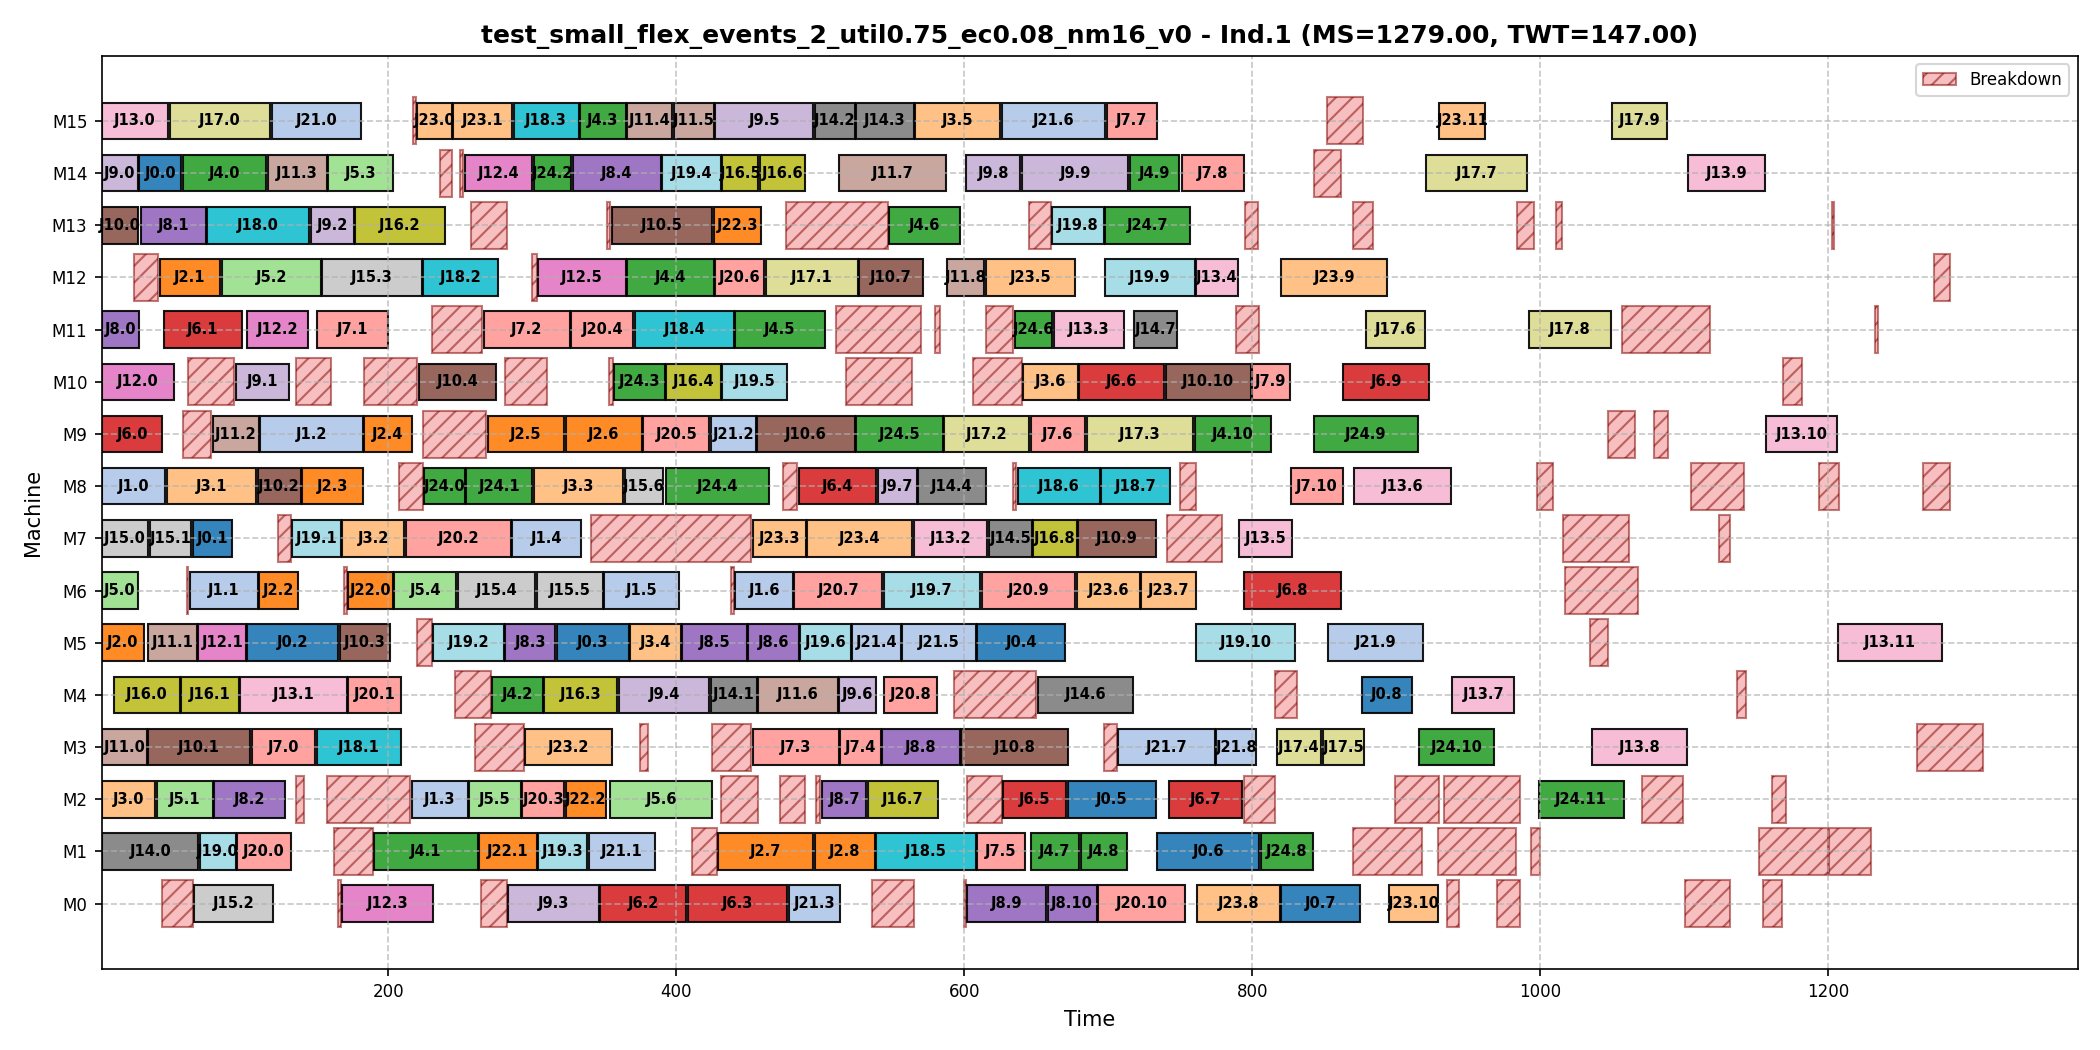 test_small_flex_events_2_util0.75_ec0.08_nm16_v0 - Ind.1 (MS=1279.00, TWT=147.00)
Breakdown
M15 J13.0 J17.0 J21.0 J23.0 J23.1 J18.3 J4.3 J11.4 J11.5 J9.5 J14.2 J14.3 J3.5 J21.6 J7.7 J23.11 J17.9
M14 J9.0 J0.0 J4.0 J11.3 J5.3 J12.4 J24.2 J8.4 J19.4 J16.5 J16.6 J11.7 J9.8 J9.9 J4.9 J7.8 J17.7 J13.9
M13 J10.0 J8.1 J18.0 J9.2 J16.2 J10.5 J22.3 J4.6 J19.8 J24.7
M12 J2.1 J5.2 J15.3 J18.2 J12.5 J4.4 J20.6 J17.1 J10.7 J11.8 J23.5 J19.9 J13.4 J23.9
M11 J8.0 J6.1 J12.2 J7.1 J7.2 J20.4 J18.4 J4.5 J24.6 J13.3 J14.7 J17.6 J17.8
M10 J12.0 J9.1 J10.4 J24.3 J16.4 J19.5 J3.6 J6.6 J10.10 J7.9 J6.9
M9 J6.0 J11.2 J1.2 J2.4 J2.5 J2.6 J20.5 J21.2 J10.6 J24.5 J17.2 J7.6 J17.3 J4.10 J24.9 J13.10
M8 J1.0 J3.1 J10.2 J2.3 J24.0 J24.1 J3.3 J15.6 J24.4 J6.4 J9.7 J14.4 J18.6 J18.7 J7.10 J13.6
M7 J15.0 J15.1 J0.1 J19.1 J3.2 J20.2 J1.4 J23.3 J23.4 J13.2 J14.5 J16.8 J10.9 J13.5
M6 J5.0 J1.1 J2.2 J22.0 J5.4 J15.4 J15.5 J1.5 J1.6 J20.7 J19.7 J20.9 J23.6 J23.7 J6.8
M5 J2.0 J11.1 J12.1 J0.2 J10.3 J19.2 J8.3 J0.3 J3.4 J8.5 J8.6 J19.6 J21.4 J21.5 J0.4 J19.10 J21.9 J13.11
M4 J16.0 J16.1 J13.1 J20.1 J4.2 J16.3 J9.4 J14.1 J11.6 J9.6 J20.8 J14.6 J0.8 J13.7
M3 J11.0 J10.1 J7.0 J18.1 J23.2 J7.3 J7.4 J8.8 J10.8 J21.7 J21.8 J17.4 J17.5 J24.10 J13.8
M2 J3.0 J5.1 J8.2 J1.3 J5.5 J20.3 J22.2 J5.6 J8.7 J16.7 J6.5 J0.5 J6.7 J24.11
M1 J14.0 J19.0 J20.0 J4.1 J22.1 J19.3 J21.1 J2.7 J2.8 J18.5 J7.5 J4.7 J4.8 J0.6 J24.8
M0 J15.2 J12.3 J9.3 J6.2 J6.3 J21.3 J8.9 J8.10 J20.10 J23.8 J0.7 J23.10
Machine
200 400 600 800 1000 1200
Time